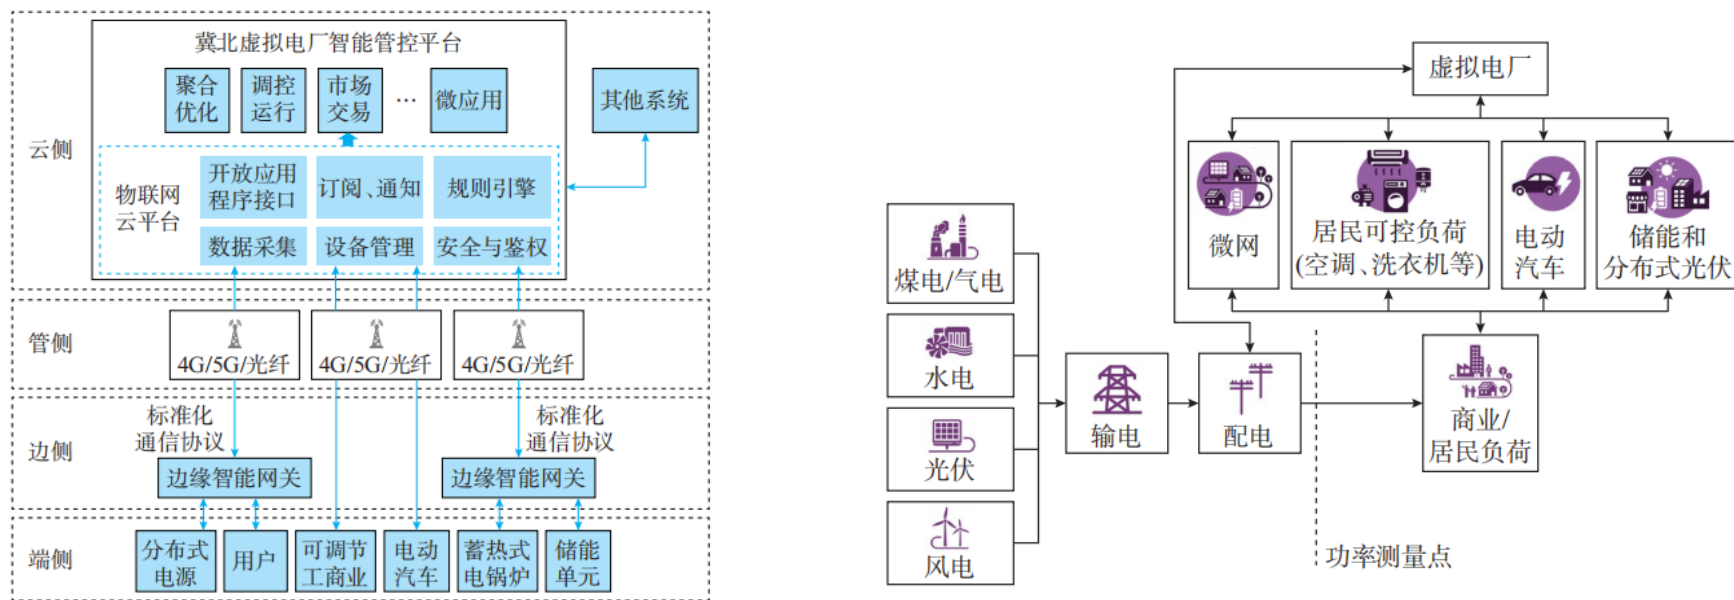 冀北虚拟电厂智能管控平台
聚合
优化
调控
运行
市场
交易
…
微应用
其他系统
云侧
物联网
云平台
开放应用
程序接口
订阅、通知
规则引擎
数据采集
设备管理
安全与鉴权
管侧
4G/5G/光纤
4G/5G/光纤
4G/5G/光纤
边侧
标准化
通信协议
标准化
通信协议
边缘智能网关
边缘智能网关
端侧
分布式
电源
用户
可调节
工商业
电动
汽车
蓄热式
电锅炉
储能
单元
虚拟电厂
微网
居民可控负荷
(空调、洗衣机等)
电动
汽车
储能和
分布式光伏
煤电/气电
水电
光伏
风电
输电
配电
商业/
居民负荷
功率测量点